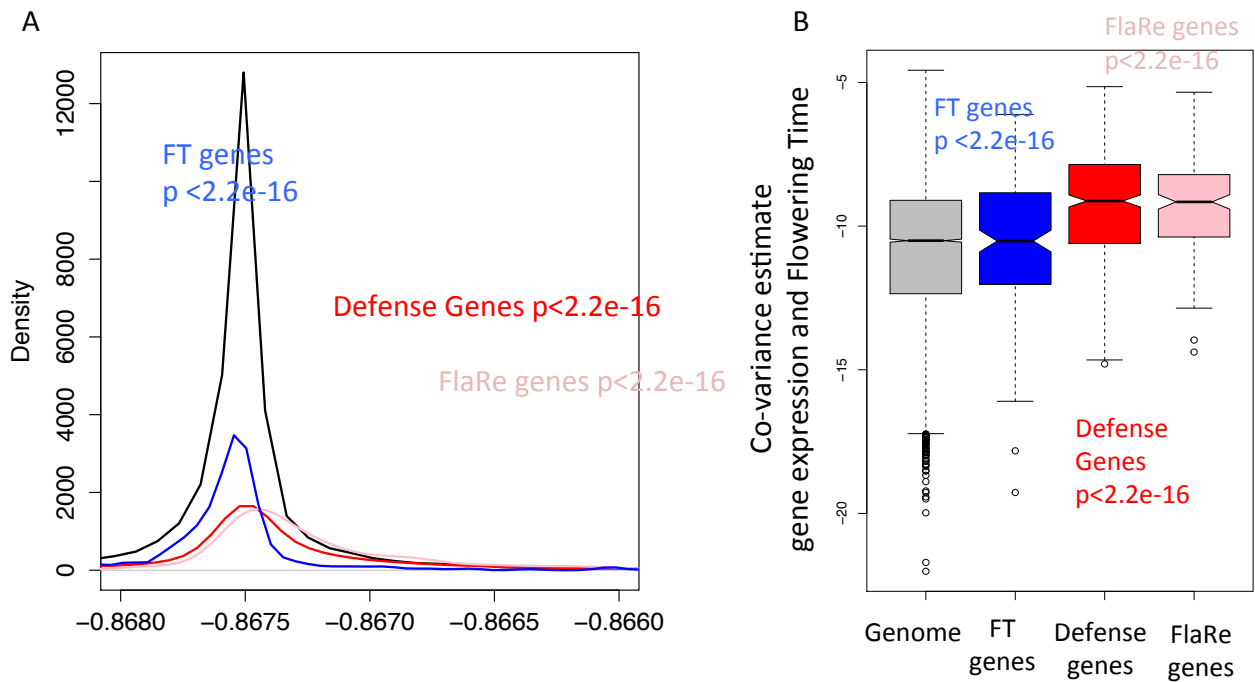 A
Density
12000
8000
6000
4000
2000
0
FT genes
p <2.2e-16
Defense Genes p<2.2e-16
FlaRe genes p<2.2e-16
−0.8680
−0.8675
−0.8670
−0.8665
−0.8660
B
Co-variance estimate
gene expression and Flowering Time
−5
−10
−15
−20
FlaRe genes
p<2.2e-16
FT genes
p <2.2e-16
Defense
Genes
p<2.2e-16
Genome
FT
genes
Defense
genes
FlaRe
genes